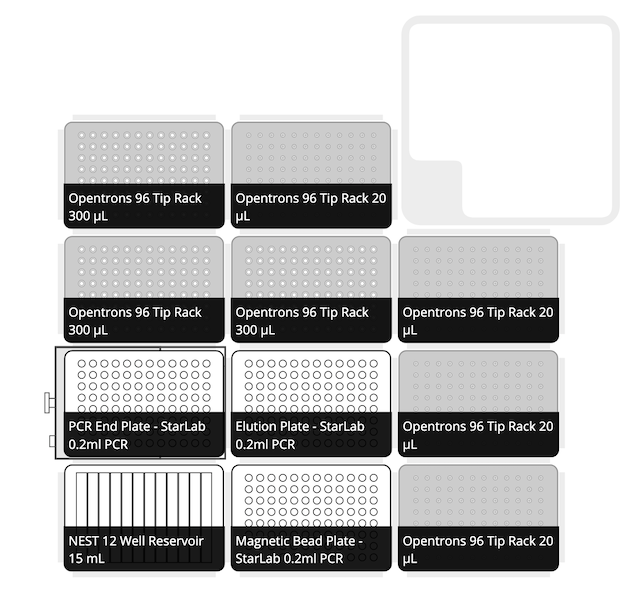 Opentrons 96 Tip Rack
300 µL
Opentrons 96 Tip Rack 20
µL
Opentrons 96 Tip Rack
300 µL
Opentrons 96 Tip Rack
300 µL
Opentrons 96 Tip Rack 20
µL
PCR End Plate - StarLab
0.2ml PCR
Elution Plate - StarLab
0.2ml PCR
Opentrons 96 Tip Rack 20
µL
NEST 12 Well Reservoir
15 mL
Magnetic Bead Plate -
StarLab 0.2ml PCR
Opentrons 96 Tip Rack 20
µL